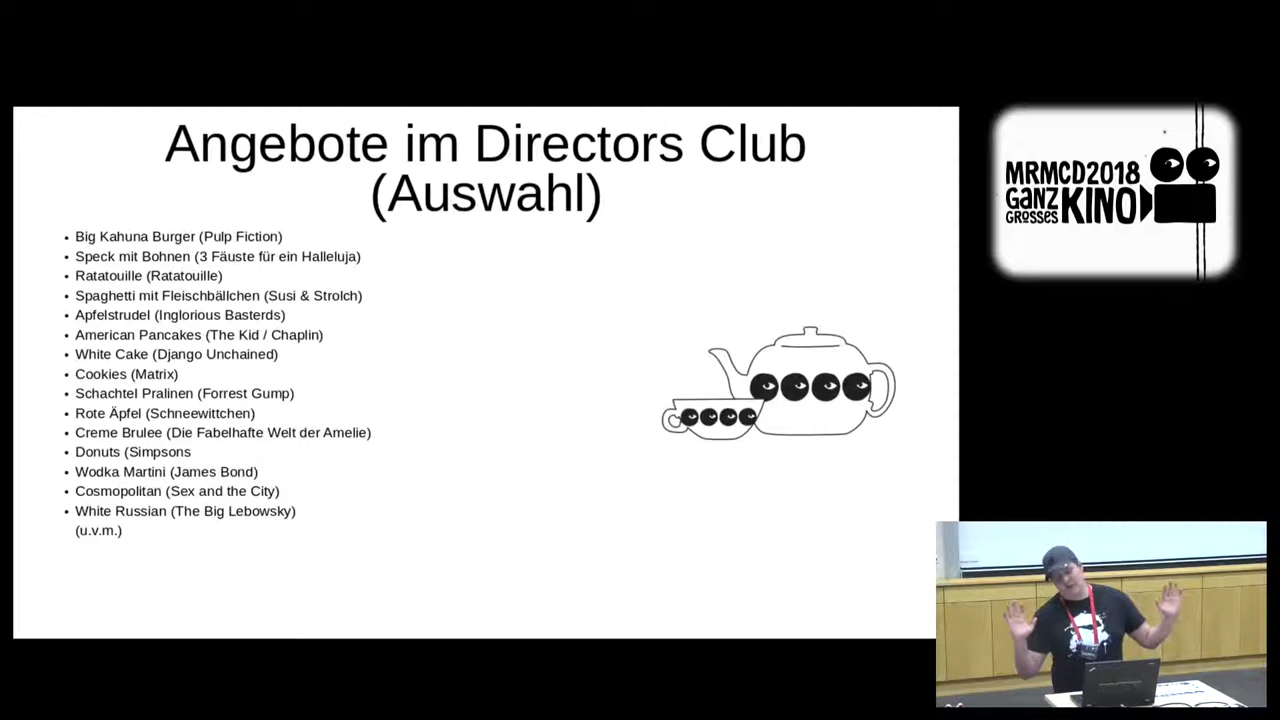 Angebote im Directors Club
(Auswahl)
• Big Kahuna Burger (Pulp Fiction)
• Speck mit Bohnen (3 Fäuste für ein Halleluja)
• Ratatouille (Ratatouille)
• Spaghetti mit Fleischbällchen (Susi & Strolch)
• Apfelstrudel (Inglorious Basterds)
• American Pancakes (The Kid / Chaplin)
• White Cake (Django Unchained)
• Cookies (Matrix)
• Schachtel Pralinen (Forrest Gump)
• Rote Äpfel (Schneewittchen)
• Creme Brulee (Die Fabelhafte Welt der Amelie)
• Donuts (Simpsons
• Wodka Martini (James Bond)
• Cosmopolitan (Sex and the City)
• White Russian (The Big Lebowsky)
(u.v.m.)
MRMCD2018
GANZ
GROSSES
KINO